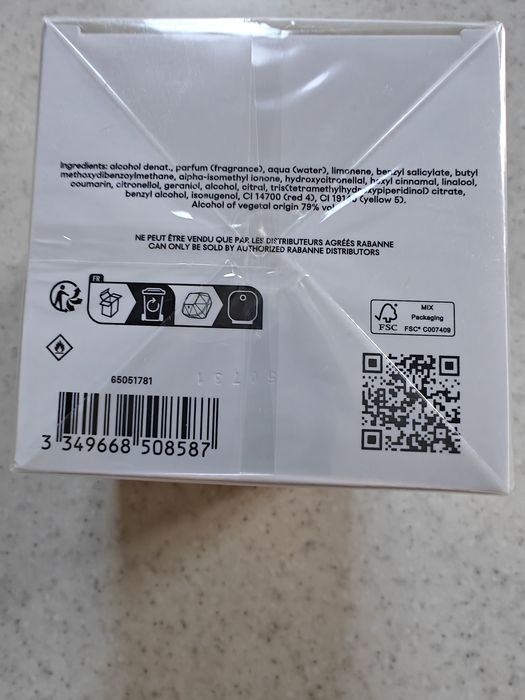 Ingredients: alcohol denat., parfum (fragrance), aqua (water), limonene, benzyl salicylate, butyl
methoxydibenzoylmethane, alpha-isomethyl ionone, hydroxycitronellal, hexyl cinnamal, linalool,
coumarin, citronellol, geraniol, alcohol, citral, tris(tetramethylhydroxypiperidinol) citrate,
benzyl alcohol, isoeugenol, CI 14700 (red 4), CI 19140 (yellow 5).
Alcohol of vegetal origin 79% vol
NE PEUT ÊTRE VENDU QUE PAR LES DISTRIBUTEURS AGRÉÉS RABANNE
CAN ONLY BE SOLD BY AUTHORIZED RABANNE DISTRIBUTORS
FR
FSC
MIX
Packaging
FSC® C007409
65051781
3 349668 508587